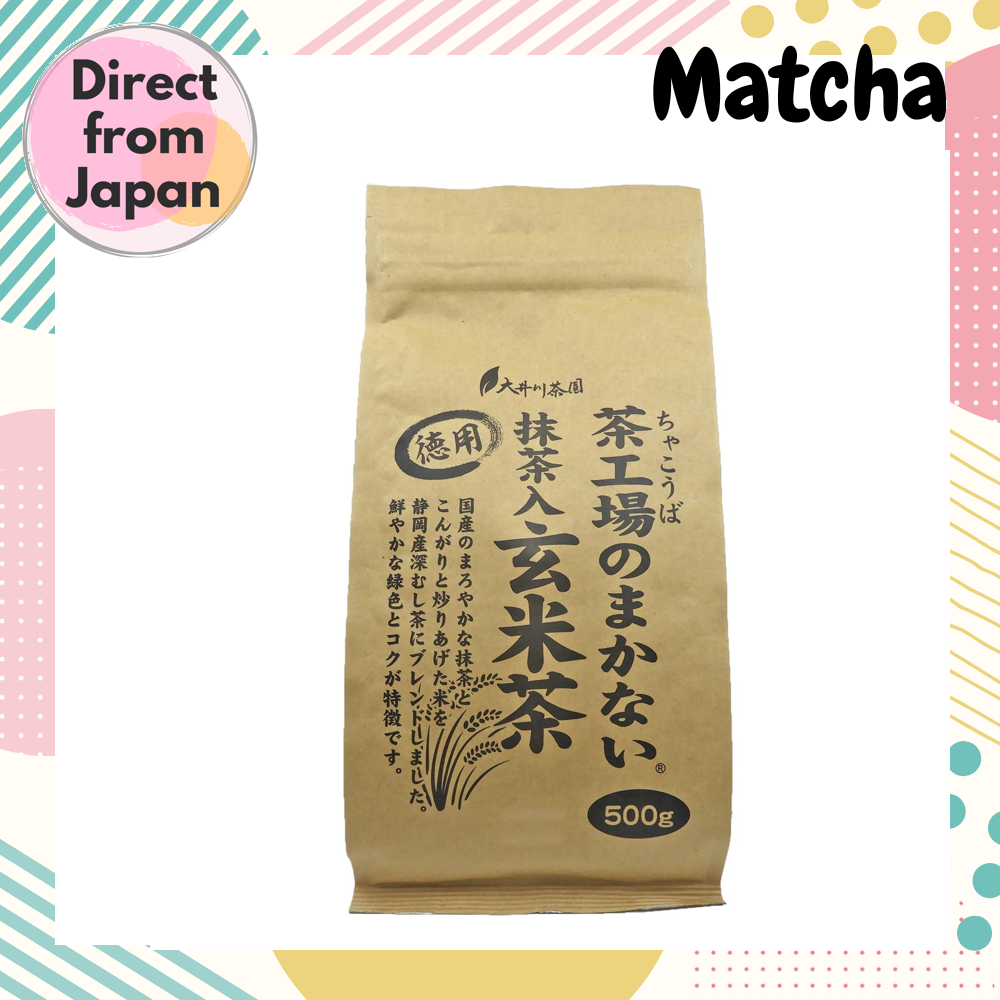 Direct
from
Japan
Matcha
大井川茶園
ちゃこうば
茶工場のまかない®
抹茶入玄米茶
徳用
国産のまろやかな抹茶と
こんがりと炒りあげた米を
静岡産深むし茶にブレンドしました。
鮮やかな緑色とコクが特徴です。
500g